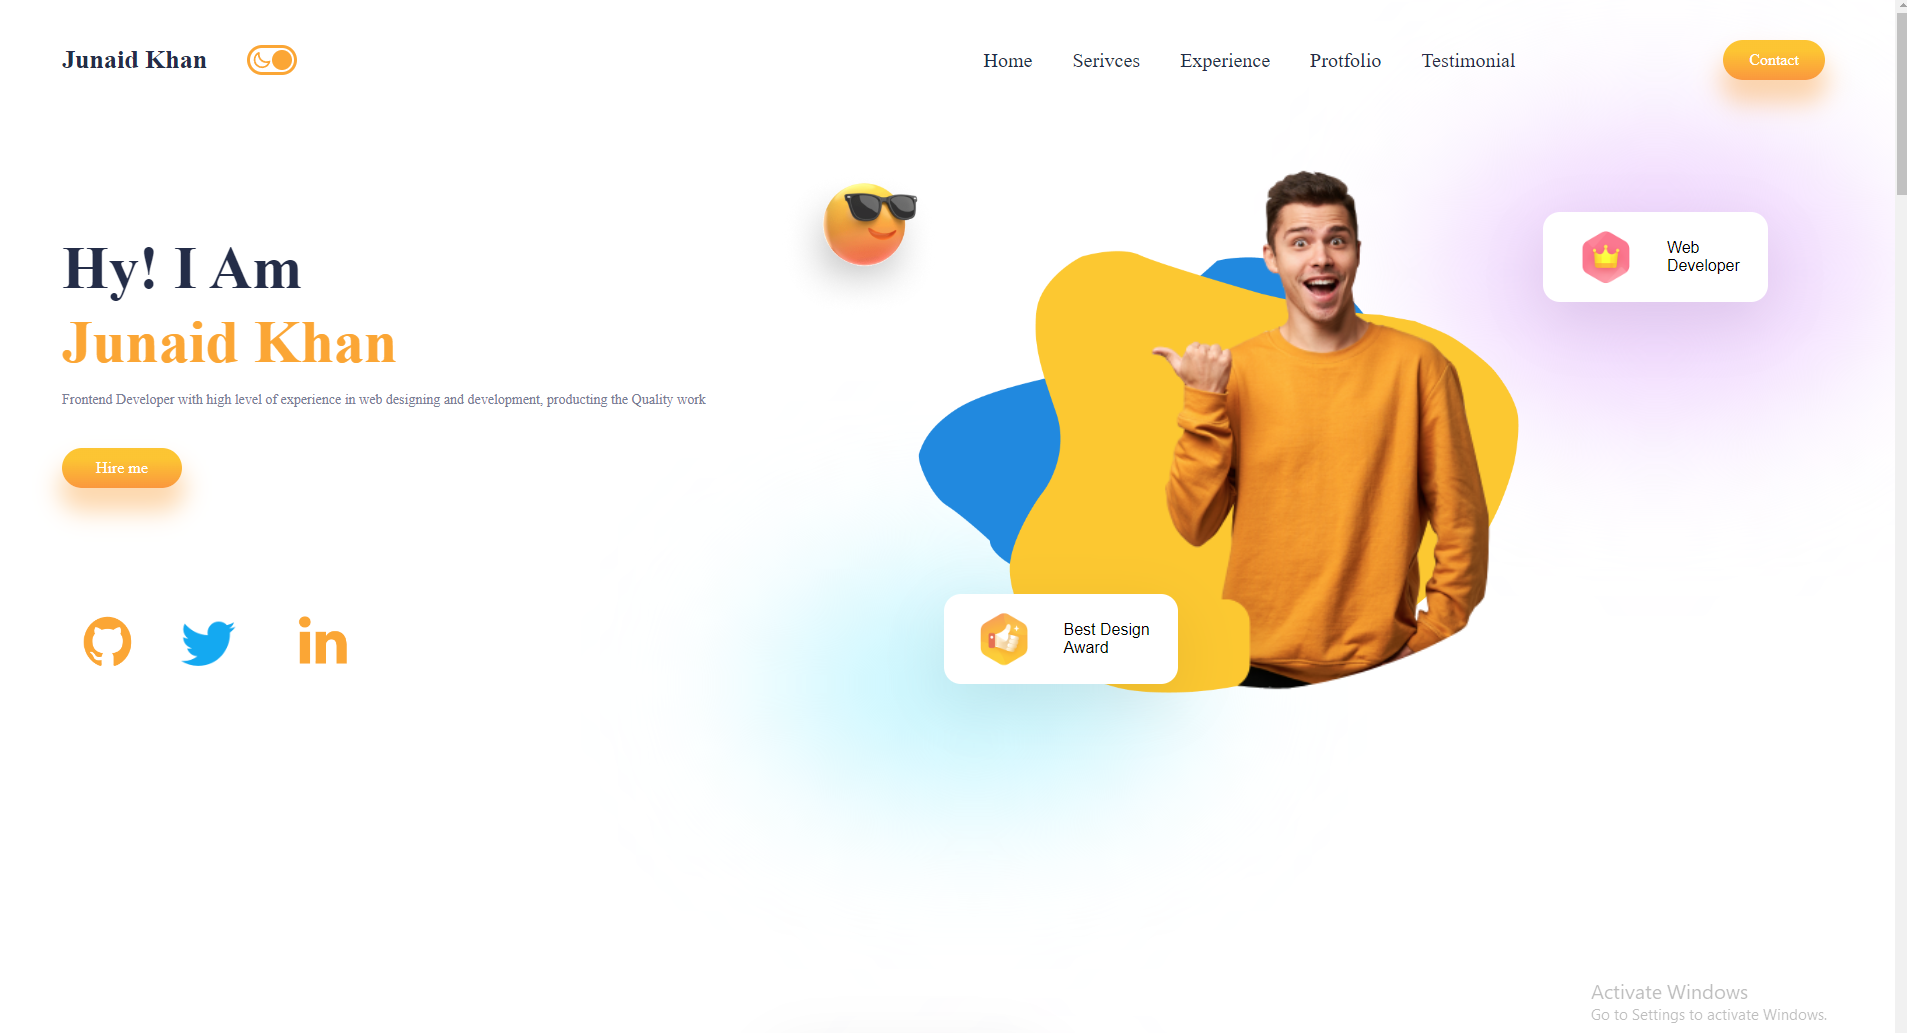 Junaid Khan
Home Serivces Experience Protfolio Testimonial
Contact
Hy! I Am
Junaid Khan
Frontend Developer with high level of experience in web designing and development, producting the Quality work
Hire me
Web
Developer
Best Design
Award
Activate Windows
Go to Settings to activate Windows.